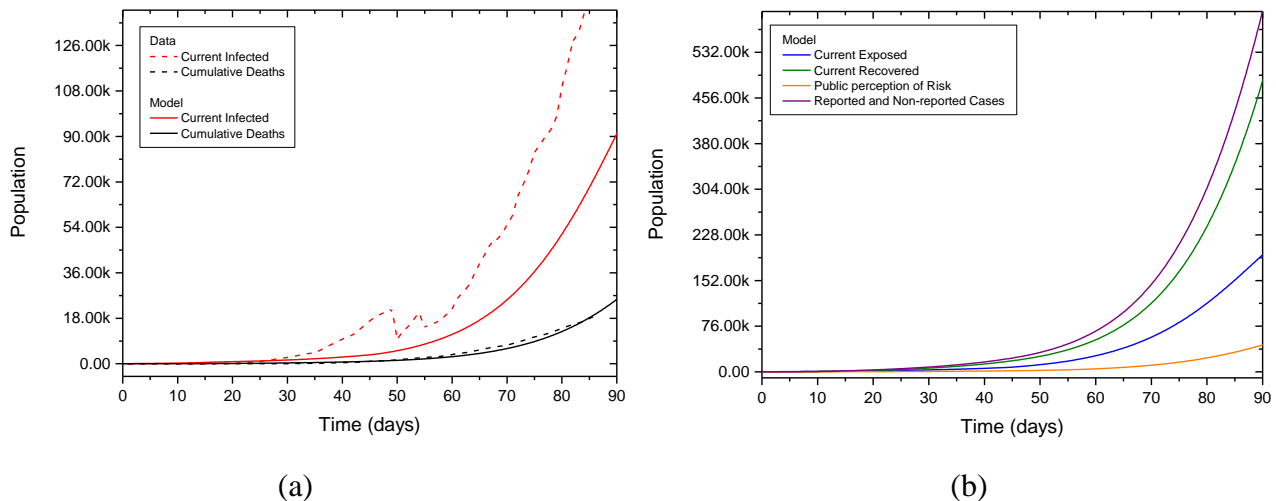 Data
Current Infected
Cumulative Deaths
Model
Current Infected
Cumulative Deaths
126.00k
108.00k
90.00k
72.00k
54.00k
36.00k
18.00k
0.00
Population
0 10 20 30 40 50 60 70 80 90
Time (days)
(a)
Model
Current Exposed
Current Recovered
Public perception of Risk
Reported and Non-reported Cases
532.00k
456.00k
380.00k
304.00k
228.00k
152.00k
76.00k
0.00
Population
0 10 20 30 40 50 60 70 80 90
Time (days)
(b)